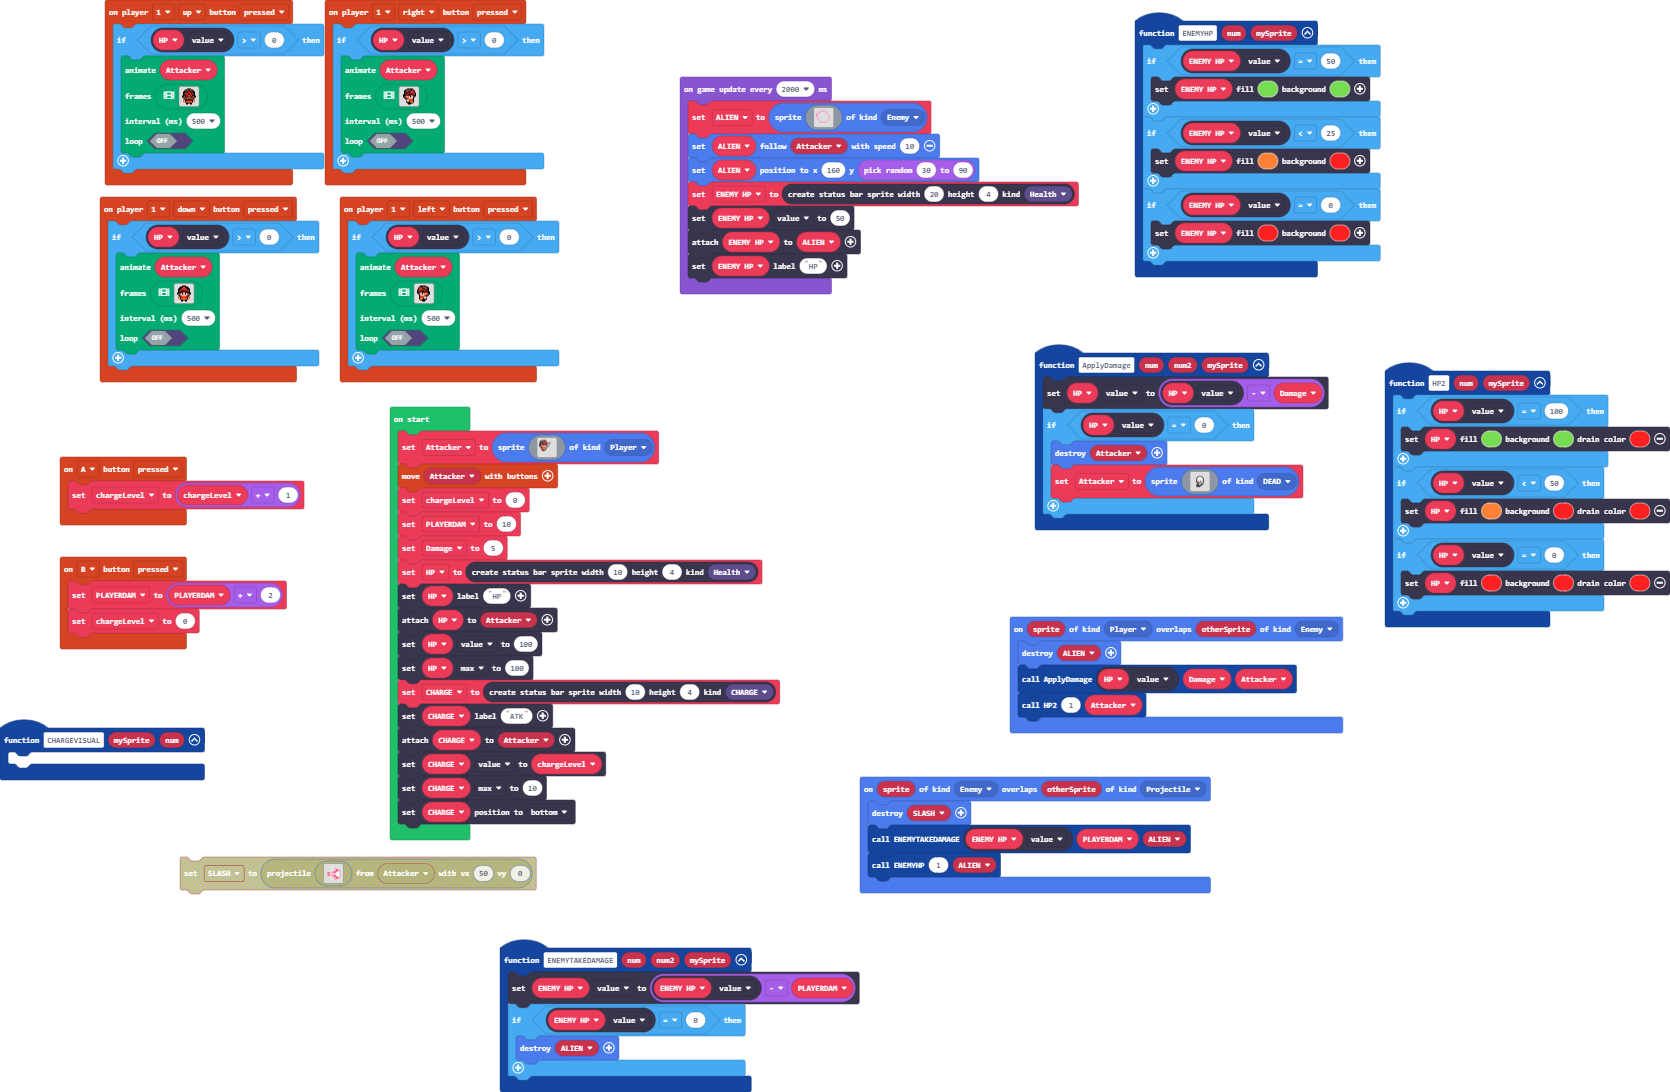 on player 1 up button pressed
if HP value > 0 then
animate Attacker
frames
interval (ms) 500
loop OFF
on player 1 right button pressed
if HP value > 0 then
animate Attacker
frames
interval (ms) 500
loop OFF
on player 1 down button pressed
if HP value > 0 then
animate Attacker
frames
interval (ms) 500
loop OFF
on player 1 left button pressed
if HP value > 0 then
animate Attacker
frames
interval (ms) 500
loop OFF
on A button pressed
set chargeLevel to chargeLevel + 1
on B button pressed
set PLAYERDAM to PLAYERDAM + 2
set chargeLevel to 0
function CHARGEVISUAL mySprite num
on start
set Attacker to sprite of kind Player
move Attacker with buttons
set chargeLevel to 0
set PLAYERDAM to 10
set Damage to 5
set HP to create status bar sprite width 10 height 4 kind Health
set HP label "HP"
attach HP to Attacker
set HP value to 100
set HP max to 100
set CHARGE to create status bar sprite width 10 height 4 kind CHARGE
set CHARGE label "ATK"
attach CHARGE to Attacker
set CHARGE value to chargeLevel
set CHARGE max to 10
set CHARGE position to bottom
set SLASH to projectile from Attacker with vx 50 vy 0
on game update every 2000 ms
set ALIEN to sprite of kind Enemy
set ALIEN follow Attacker with speed 10
set ALIEN position to x 160 y pick random 30 to 90
set ENEMY HP to create status bar sprite width 20 height 4 kind Health
set ENEMY HP value to 50
attach ENEMY HP to ALIEN
set ENEMY HP label "HP"
function ENEMYHP num mySprite
if ENEMY HP value = 50 then
set ENEMY HP fill background
if ENEMY HP value < 25 then
set ENEMY HP fill background
if ENEMY HP value = 0 then
set ENEMY HP fill background
function ApplyDamage num num2 mySprite
set HP value to HP value - Damage
if HP value = 0 then
destroy Attacker
set Attacker to sprite of kind DEAD
function HP2 num mySprite
if HP value = 100 then
set HP fill background drain color
if HP value < 50 then
set HP fill background drain color
if HP value = 0 then
set HP fill background drain color
on sprite of kind Player overlaps otherSprite of kind Enemy
destroy ALIEN
call ApplyDamage HP value Damage Attacker
call HP2 1 Attacker
on sprite of kind Enemy overlaps otherSprite of kind Projectile
destroy SLASH
call ENEMYTAKEDAMAGE ENEMY HP value PLAYERDAM ALIEN
call ENEMYHP 1 ALIEN
function ENEMYTAKEDAMAGE num num2 mySprite
set ENEMY HP value to ENEMY HP value - PLAYERDAM
if ENEMY HP value = 0 then
destroy ALIEN